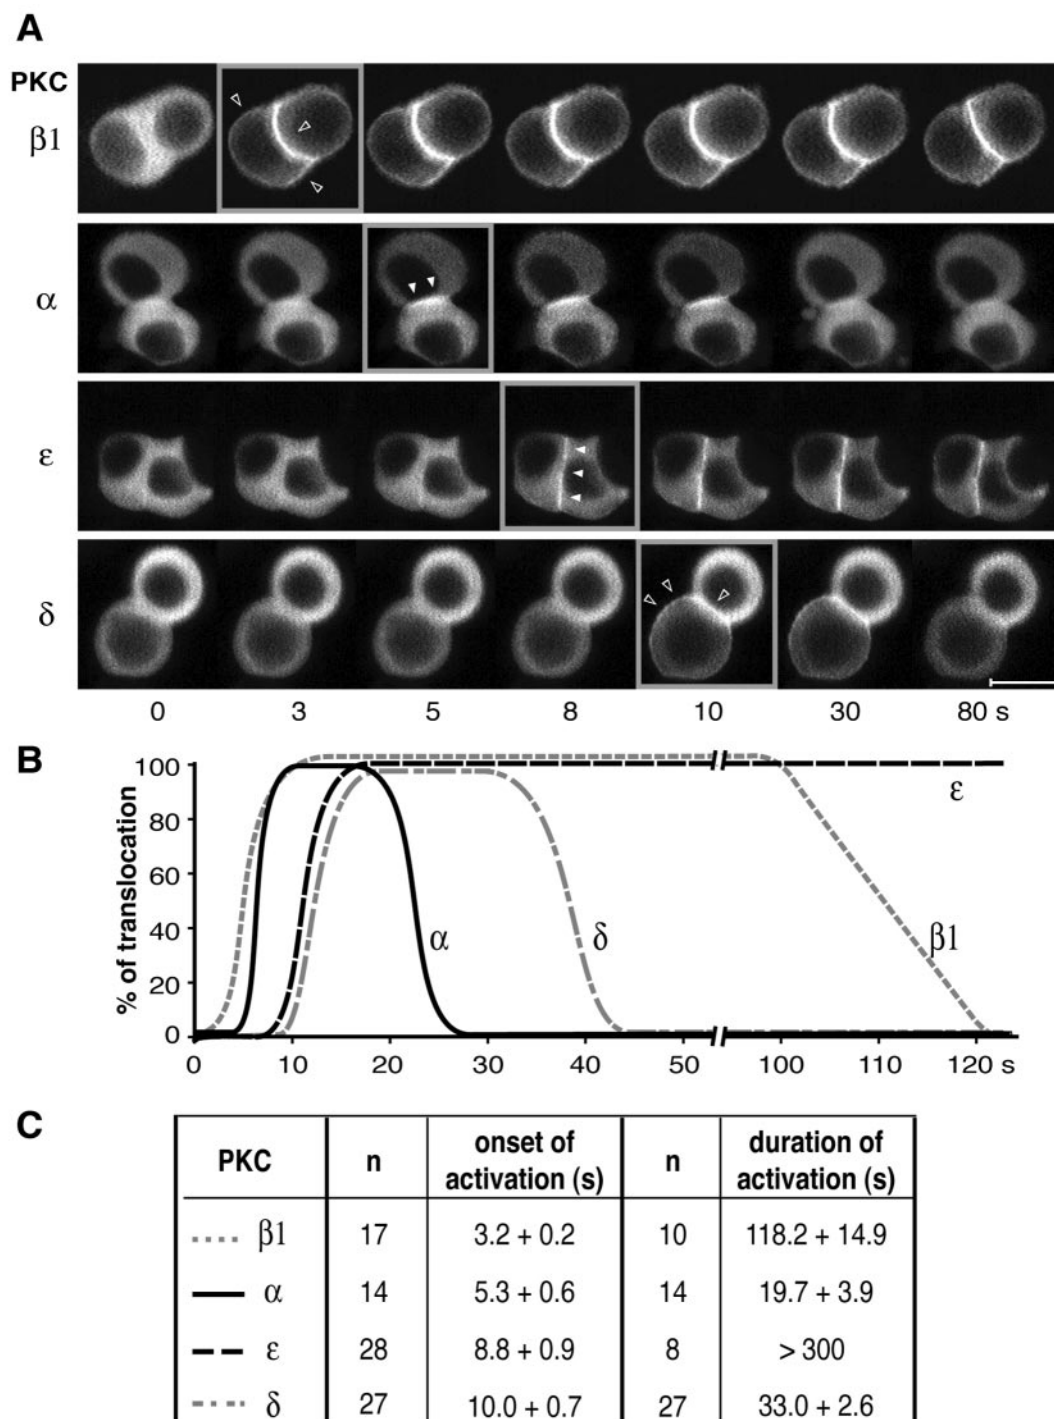 A
PKC
β1
α
ε
δ
0 3 5 8 10 30 80 s
B
% of translocation
100
80
60
40
20
0
ε
α
δ
β1
0 10 20 30 40 50 100 110 120 s
C
PKC n onset of activation (s) n duration of activation (s)
β1 17 3.2 + 0.2 10 118.2 + 14.9
α 14 5.3 + 0.6 14 19.7 + 3.9
ε 28 8.8 + 0.9 8 > 300
δ 27 10.0 + 0.7 27 33.0 + 2.6